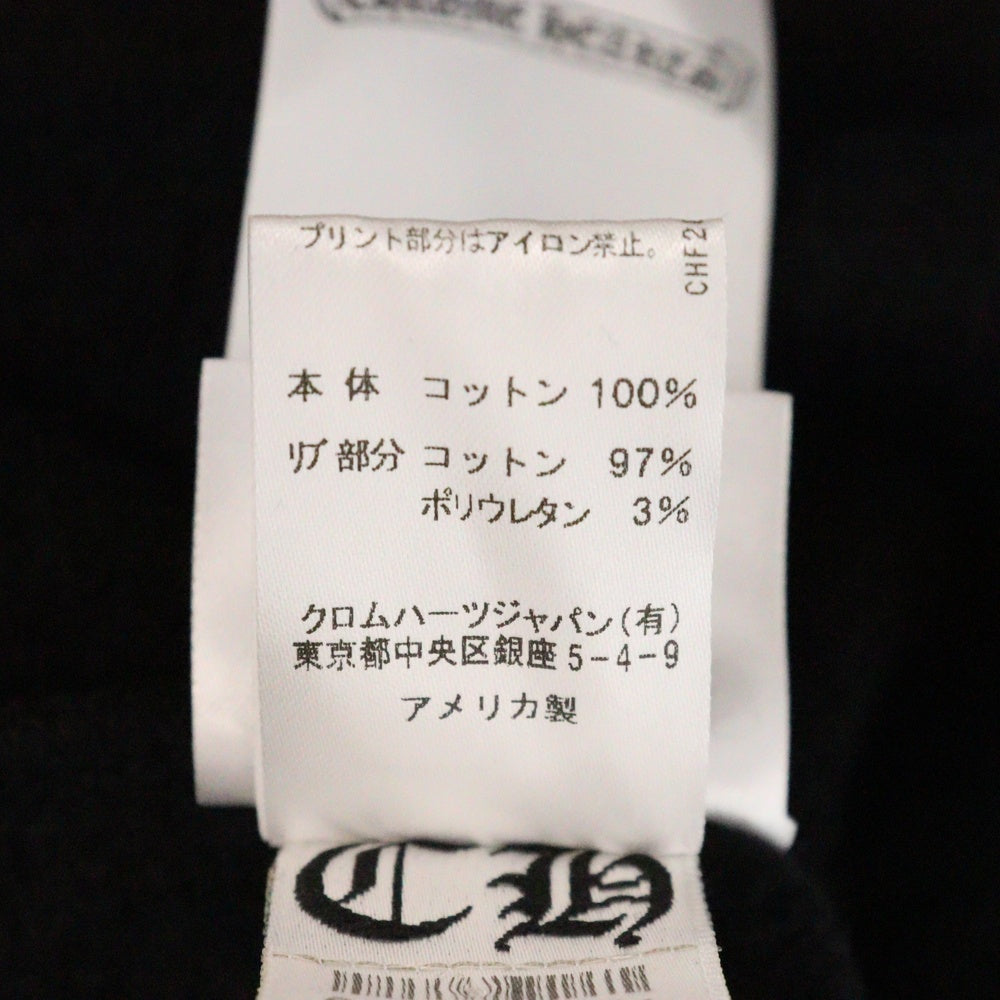 プリント部分はアイロン禁止。
本体 コットン 100%
リブ部分 コットン 97%
ポリウレタン 3%
クロムハーツジャパン(有)
東京都中央区銀座5-4-9
アメリカ製
CH